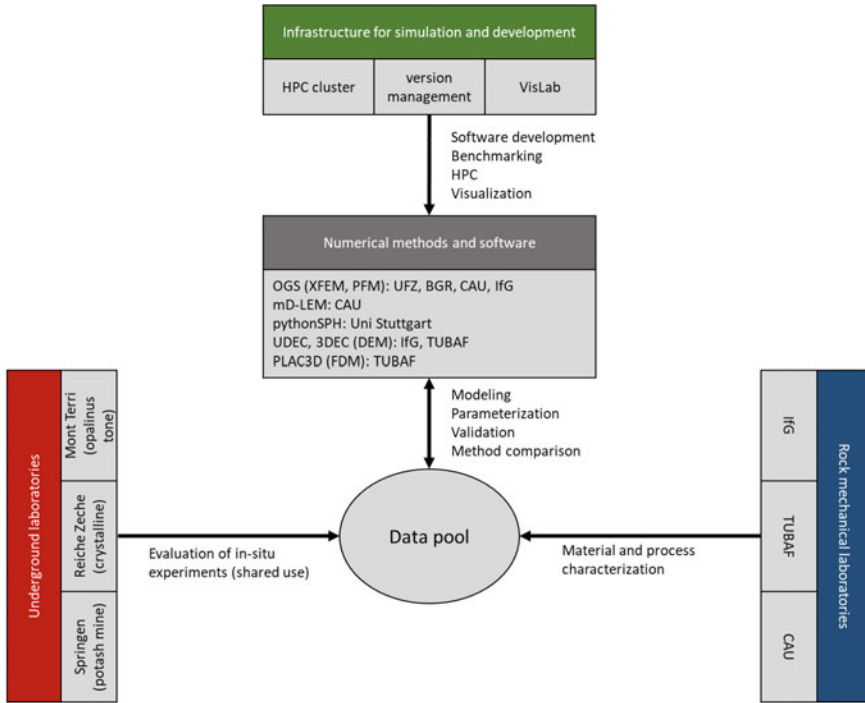 Infrastructure for simulation and development
HPC cluster
version
management
VisLab
Software development
Benchmarking
HPC
Visualization
Numerical methods and software
OGS (XFEM, PFM): UFZ, BGR, CAU, IfG
mD-LEM: CAU
pythonSPH: Uni Stuttgart
UDEC, 3DEC (DEM): IfG, TUBAF
PLAC3D (FDM): TUBAF
Modeling
Parameterization
Validation
Method comparison
Underground laboratories
Mont Terri
(opalinus
tone)
Reiche Zeche
(crystalline)
Springen
(potash mine)
Evaluation of in-situ
experiments (shared use)
Data pool
Material and process
characterization
IfG
TUBAF
CAU
Rock mechanical laboratories